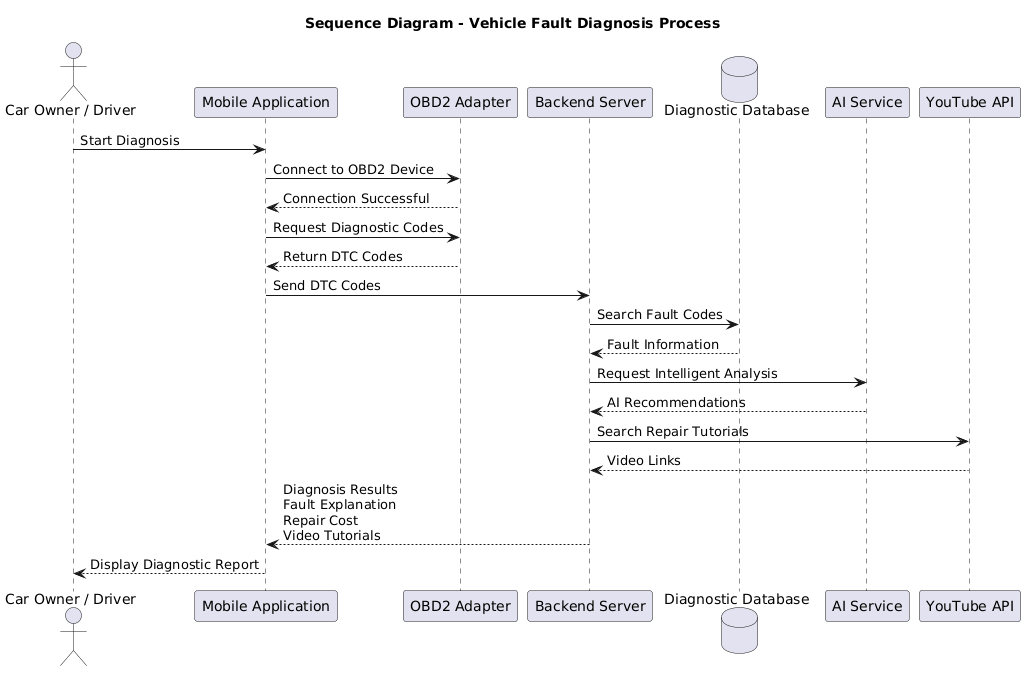 Sequence Diagram - Vehicle Fault Diagnosis Process
Car Owner / Driver
Mobile Application
OBD2 Adapter
Backend Server
Diagnostic Database
AI Service
YouTube API
Start Diagnosis
Connect to OBD2 Device
Connection Successful
Request Diagnostic Codes
Return DTC Codes
Send DTC Codes
Search Fault Codes
Fault Information
Request Intelligent Analysis
AI Recommendations
Search Repair Tutorials
Video Links
Diagnosis Results
Fault Explanation
Repair Cost
Video Tutorials
Display Diagnostic Report
Car Owner / Driver
Mobile Application
OBD2 Adapter
Backend Server
Diagnostic Database
AI Service
YouTube API